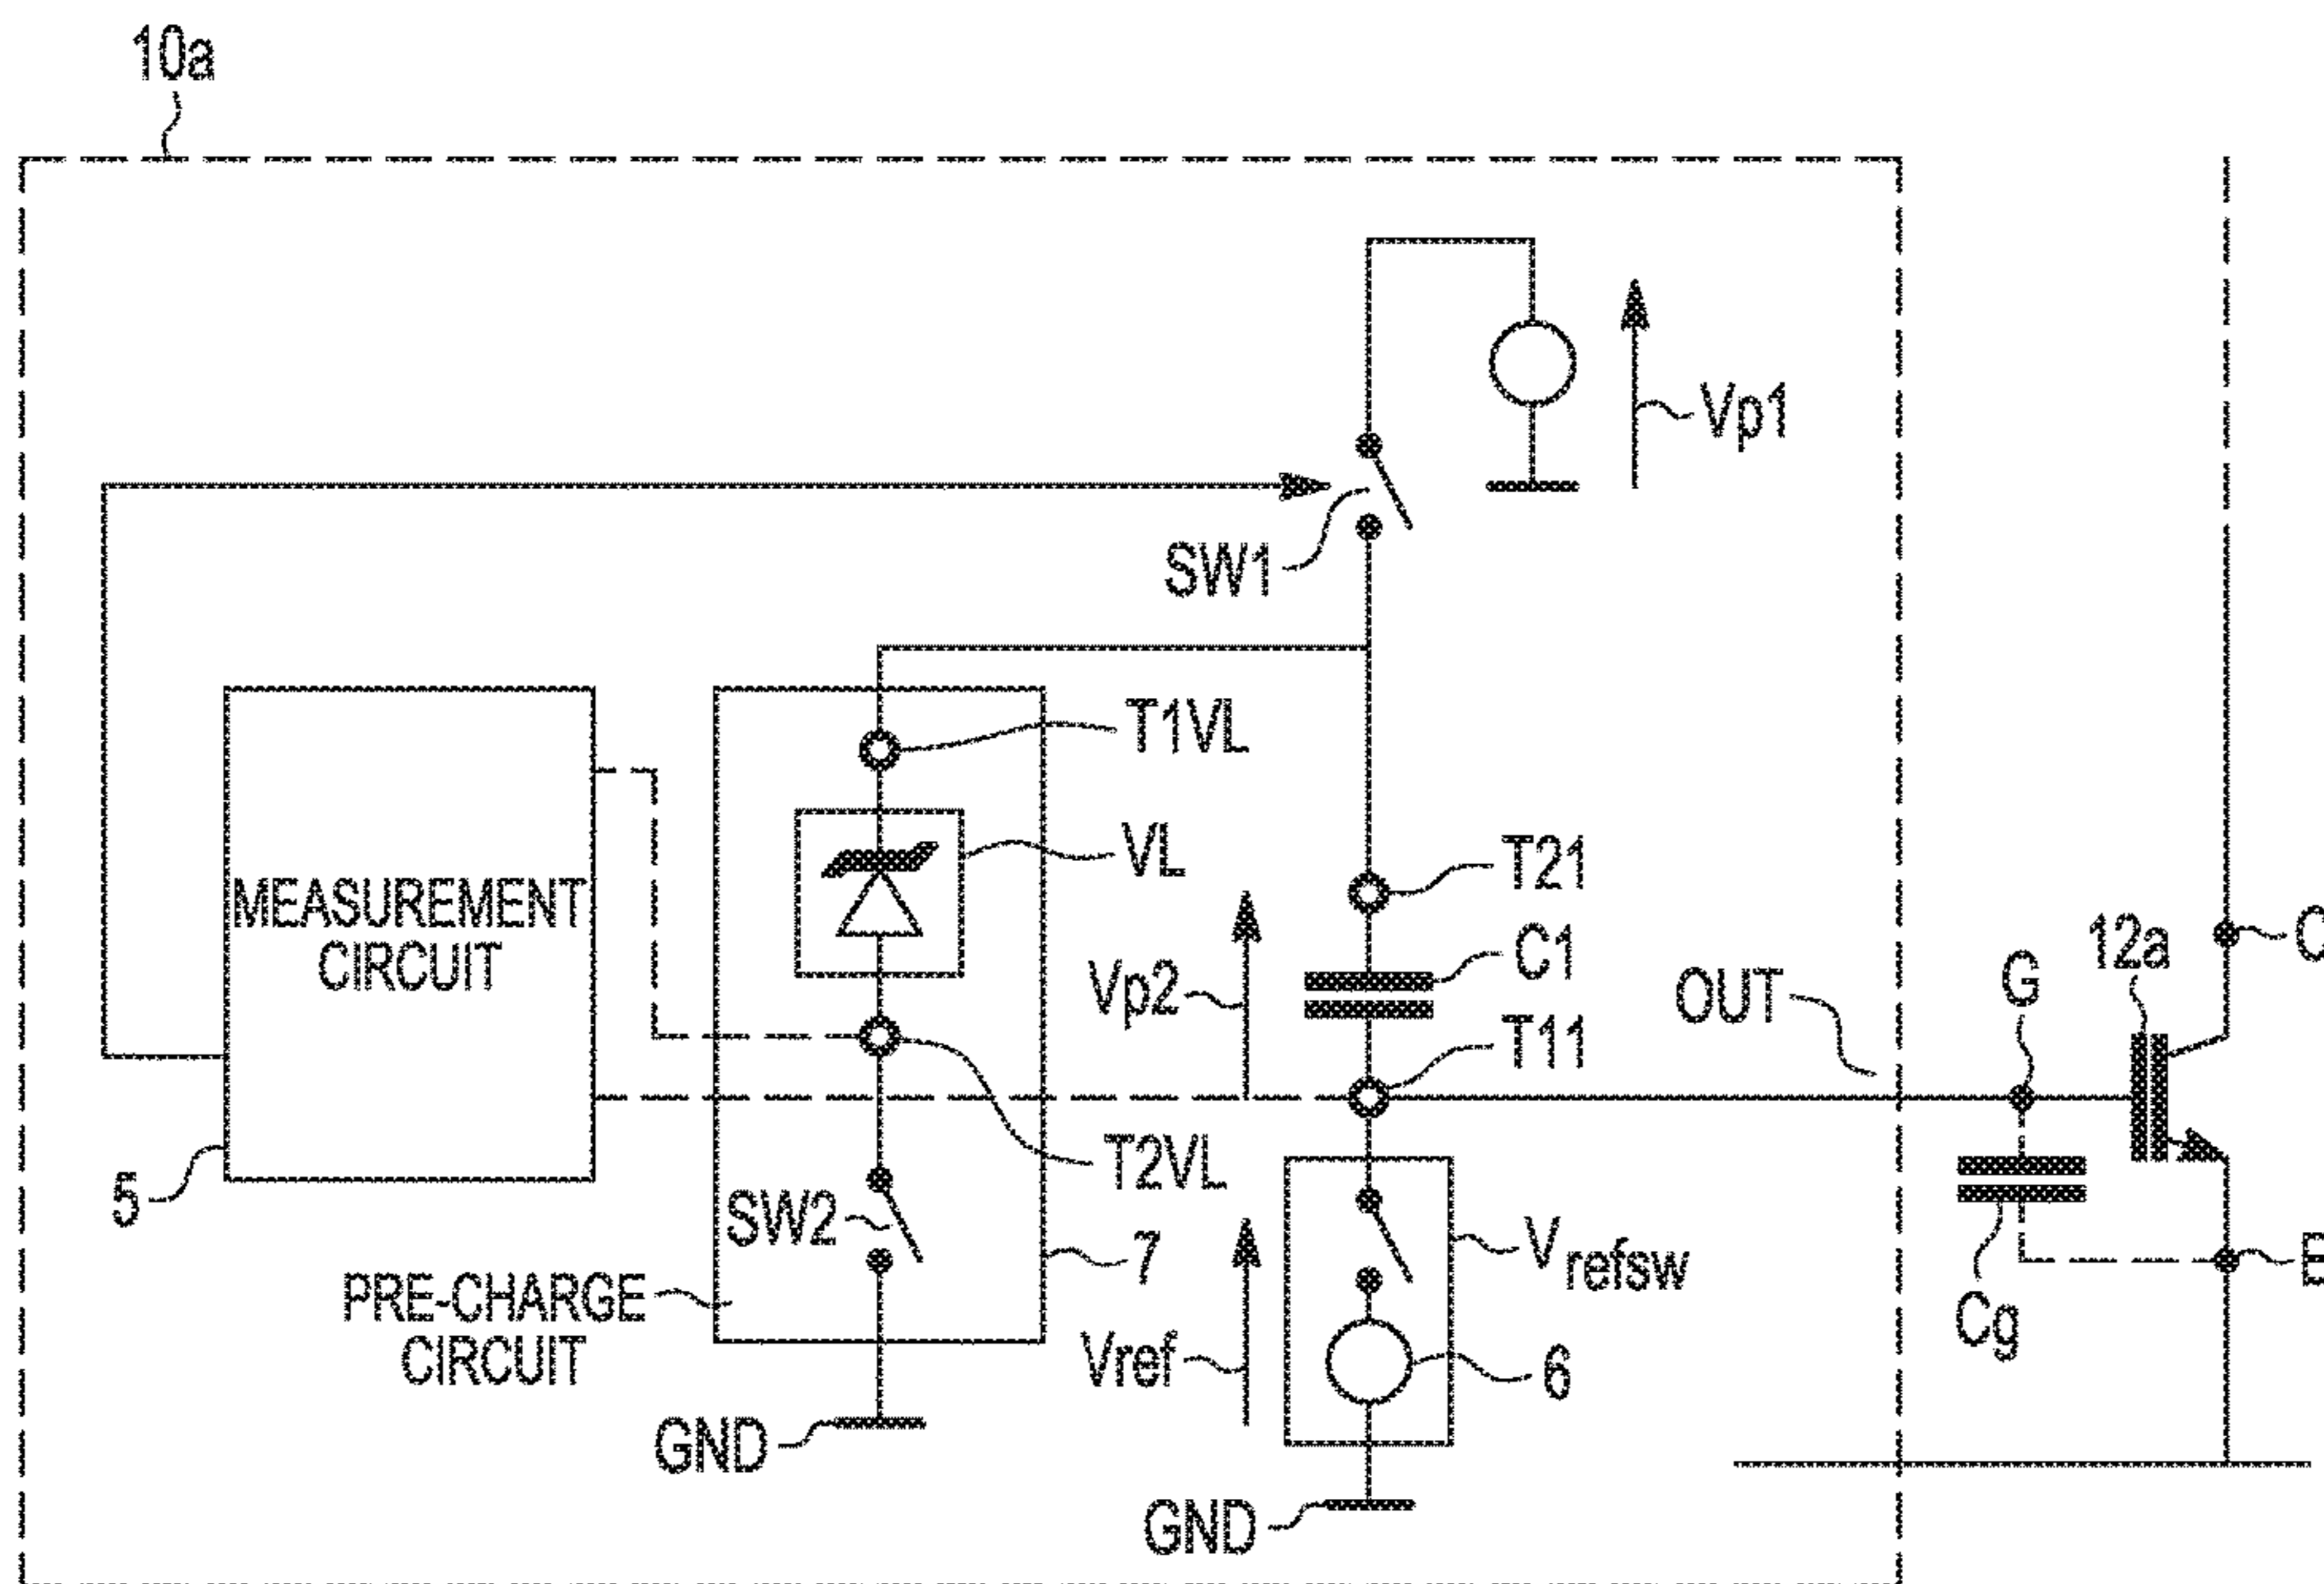 10a
Vp1
SW1
T1VL
VL
T21
C1
Vp2
T11
MEASUREMENT
CIRCUIT
OUT
G
12a
C
T2VL
5
SW2
7
Vrefsw
PRE-CHARGE
CIRCUIT
Vref
6
Cg
E
GND
GND